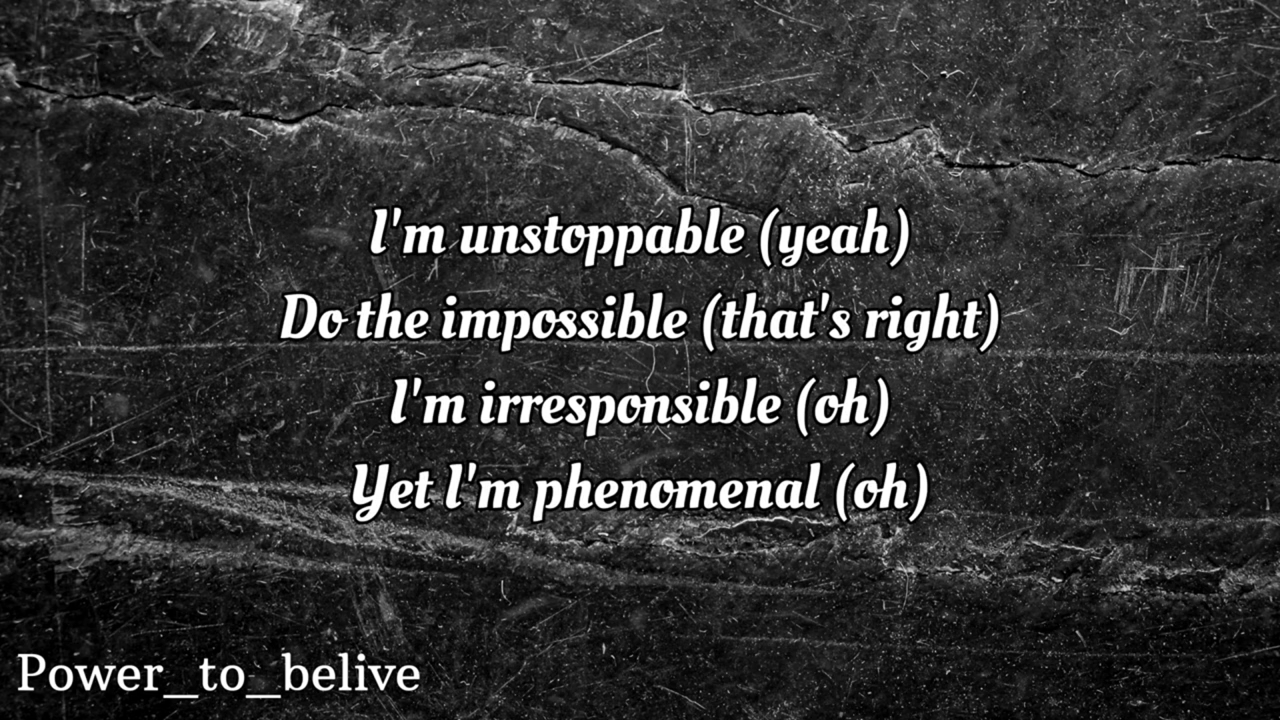 I'm unstoppable (yeah)
Do the impossible (that's right)
I'm irresponsible (oh)
Yet I'm phenomenal (oh)
Power_to_belive